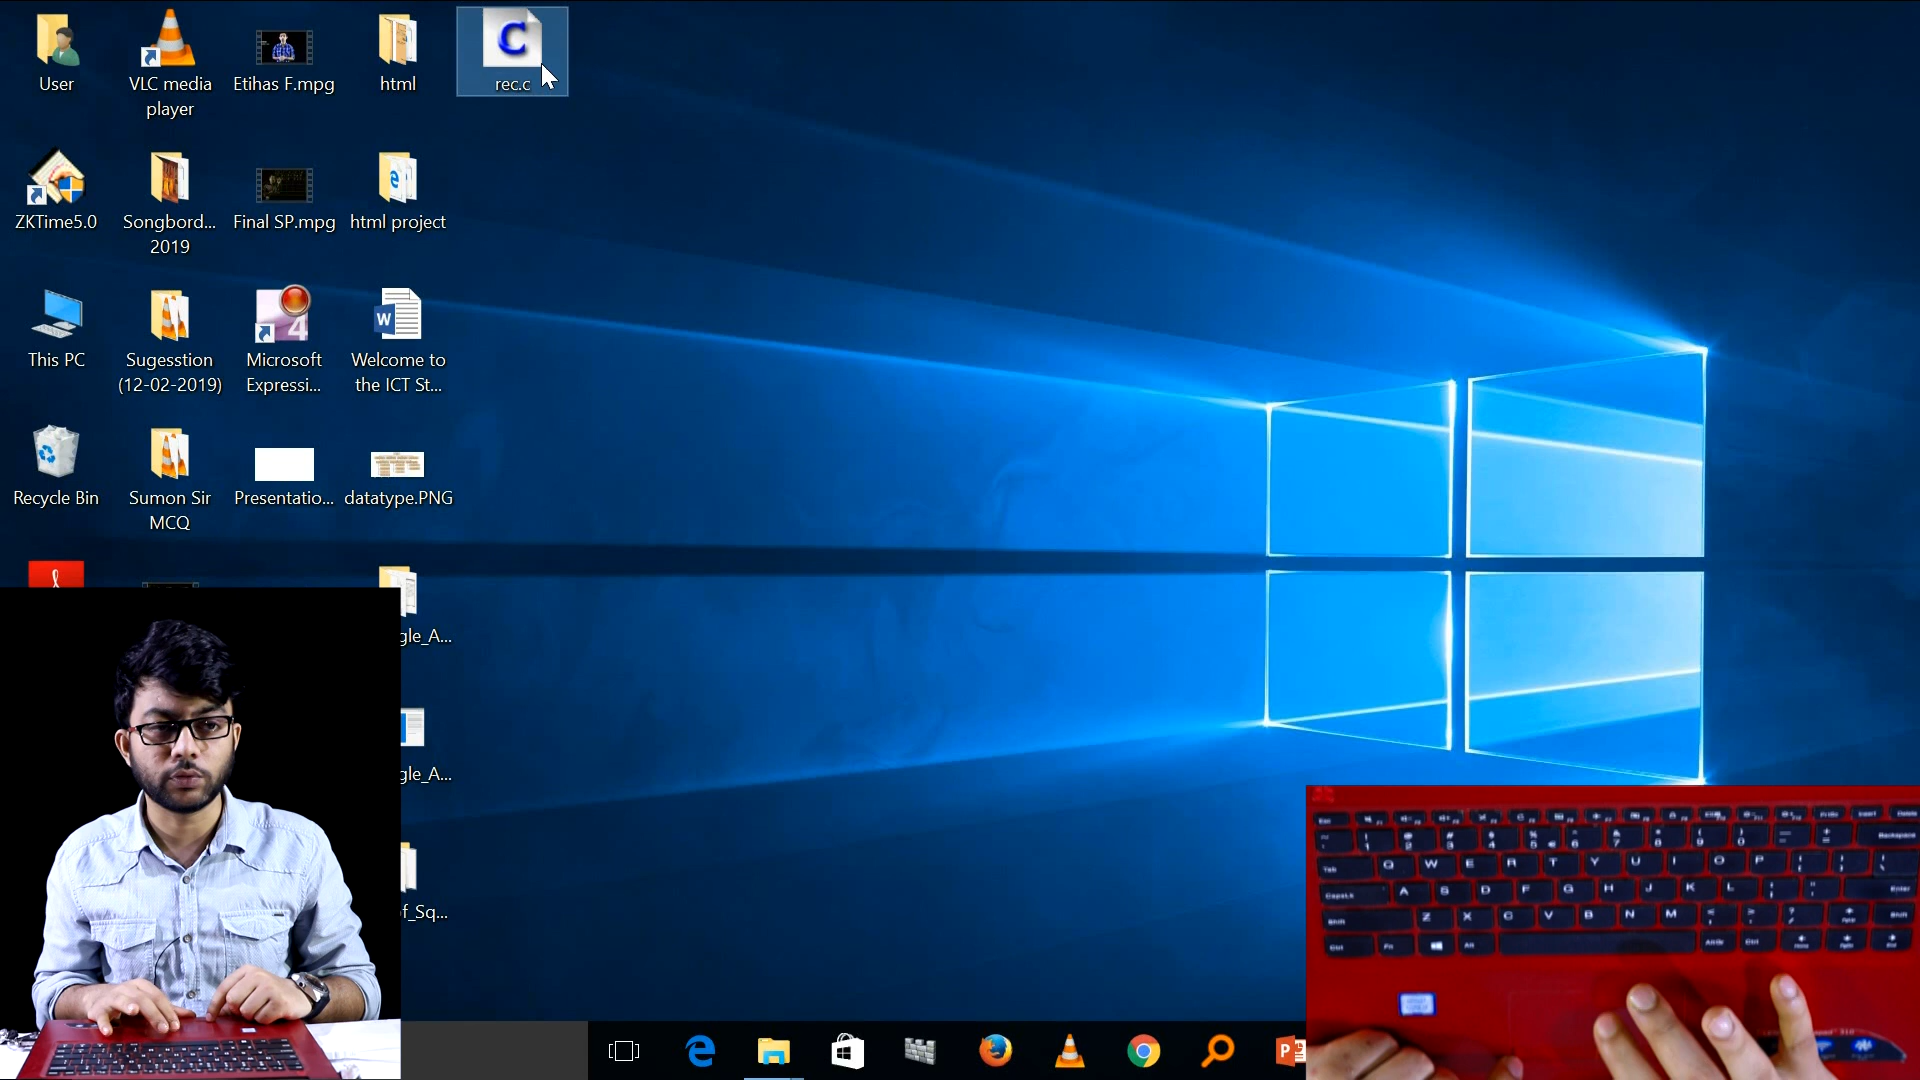 User
VLC media
player
Etihas F.mpg
html
rec.c
ZKTime5.0
Songbord...
2019
Final SP.mpg
html project
This PC
Sugesstion
(12-02-2019)
Microsoft
Expressi...
Welcome to
the ICT St...
Recycle Bin
Sumon Sir
MCQ
Presentatio...
datatype.PNG
gle_A...
gle_A...
of_Sq...
Q W E R T Y U I O P
A S D F G H J K L
Z X C V B N M